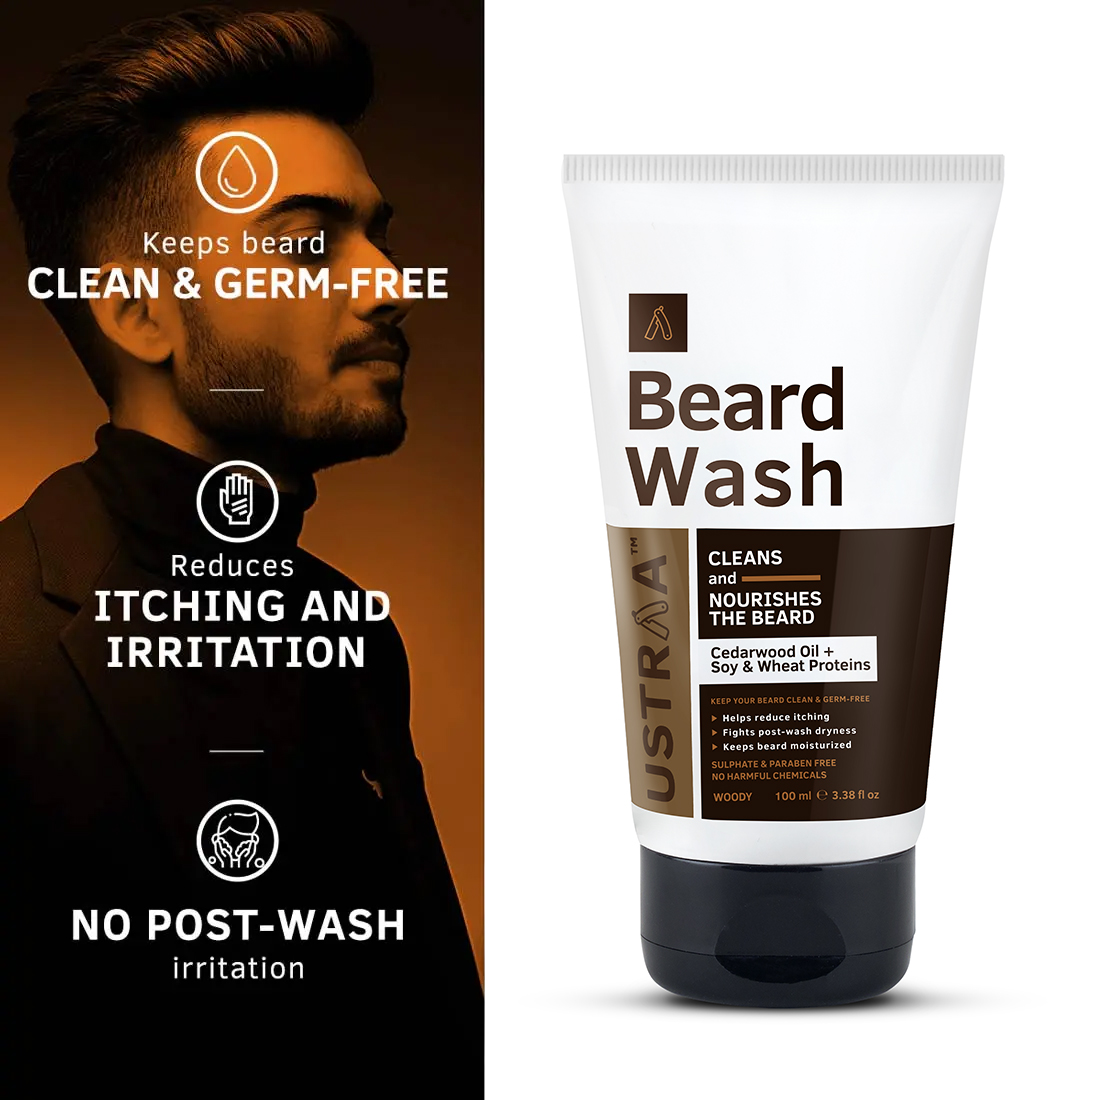 Keeps beard
CLEAN & GERM-FREE
Reduces
ITCHING AND
IRRITATION
NO POST-WASH
irritation
Beard
Wash
USTRAA™
CLEANS
and
NOURISHES
THE BEARD
Cedarwood Oil +
Soy & Wheat Proteins
KEEP YOUR BEARD CLEAN & GERM-FREE
Helps reduce itching
Fights post-wash dryness
Keeps beard moisturized
SULPHATE & PARABEN FREE
NO HARMFUL CHEMICALS
WOODY 100 ml ℮ 3.38 fl oz